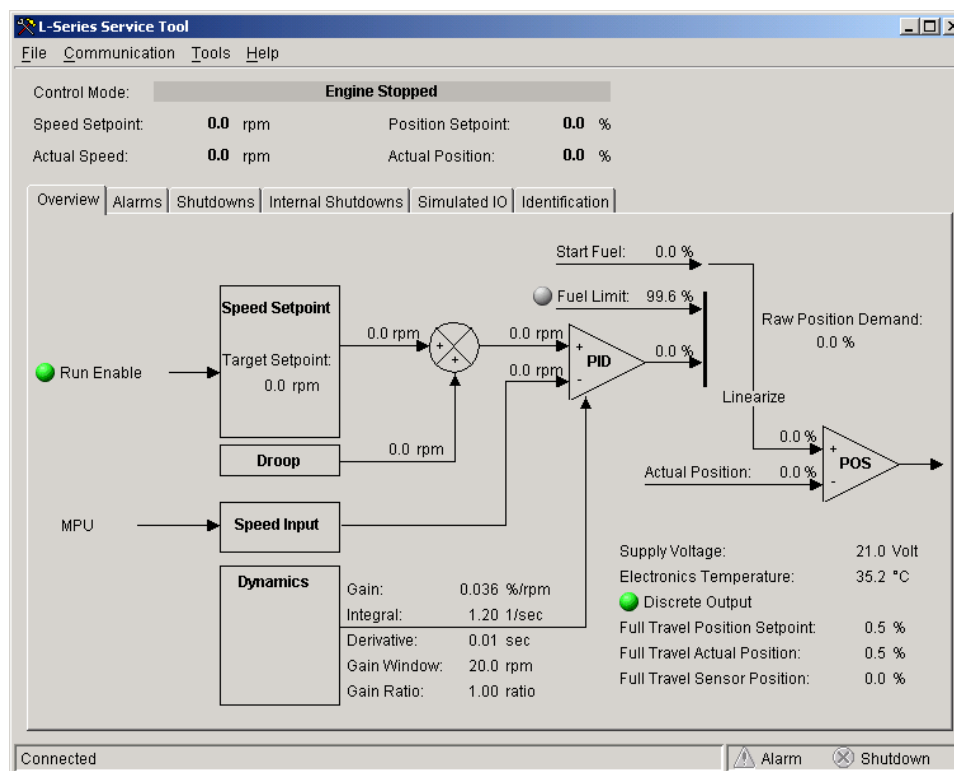 L-Series Service Tool
File Communication Tools Help
Control Mode: Engine Stopped
Speed Setpoint: 0.0 rpm Position Setpoint: 0.0 %
Actual Speed: 0.0 rpm Actual Position: 0.0 %
Overview Alarms Shutdowns Internal Shutdowns Simulated IO Identification
Start Fuel: 0.0 %
Fuel Limit: 99.6 %
Speed Setpoint
Raw Position Demand:
0.0 %
0.0 rpm
+
+
0.0 rpm
+
0.0 rpm
-
PID
0.0 %
Run Enable
Target Setpoint:
0.0 rpm
Linearize
Droop
0.0 rpm
0.0 %
+
POS
Actual Position: 0.0 %
-
MPU
Speed Input
Dynamics
Gain: 0.036 %/rpm
Integral: 1.20 1/sec
Derivative: 0.01 sec
Gain Window: 20.0 rpm
Gain Ratio: 1.00 ratio
Supply Voltage: 21.0 Volt
Electronics Temperature: 35.2 °C
Discrete Output
Full Travel Position Setpoint: 0.5 %
Full Travel Actual Position: 0.5 %
Full Travel Sensor Position: 0.0 %
Connected
Alarm
Shutdown